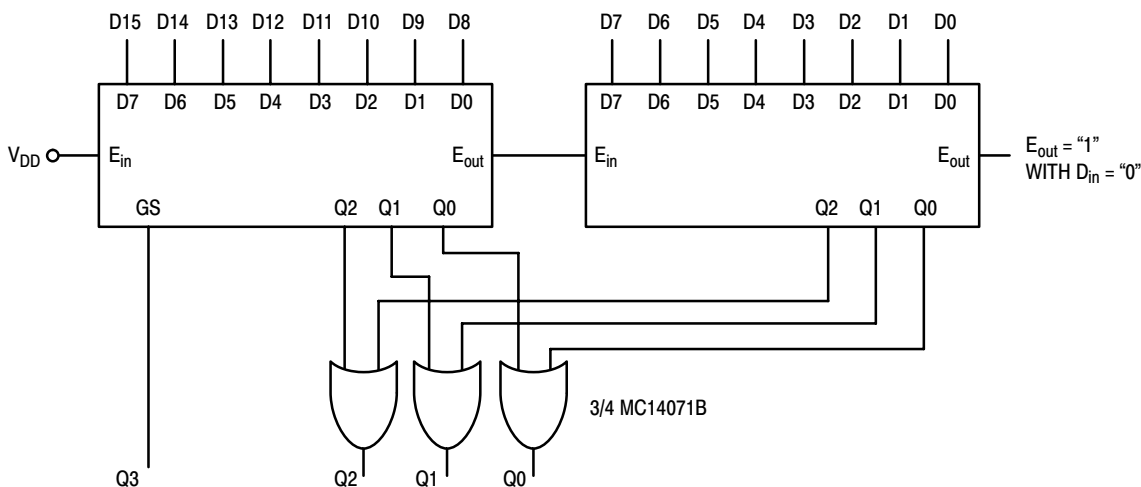 D15 D14 D13 D12 D11 D10 D9 D8 D7 D6 D5 D4 D3 D2 D1 D0
D7 D6 D5 D4 D3 D2 D1 D0 D7 D6 D5 D4 D3 D2 D1 D0
VDD Ein Eout Ein Eout Eout = “1”
WITH Din = “0”
GS Q2 Q1 Q0 Q2 Q1 Q0
3/4 MC14071B
Q3 Q2 Q1 Q0